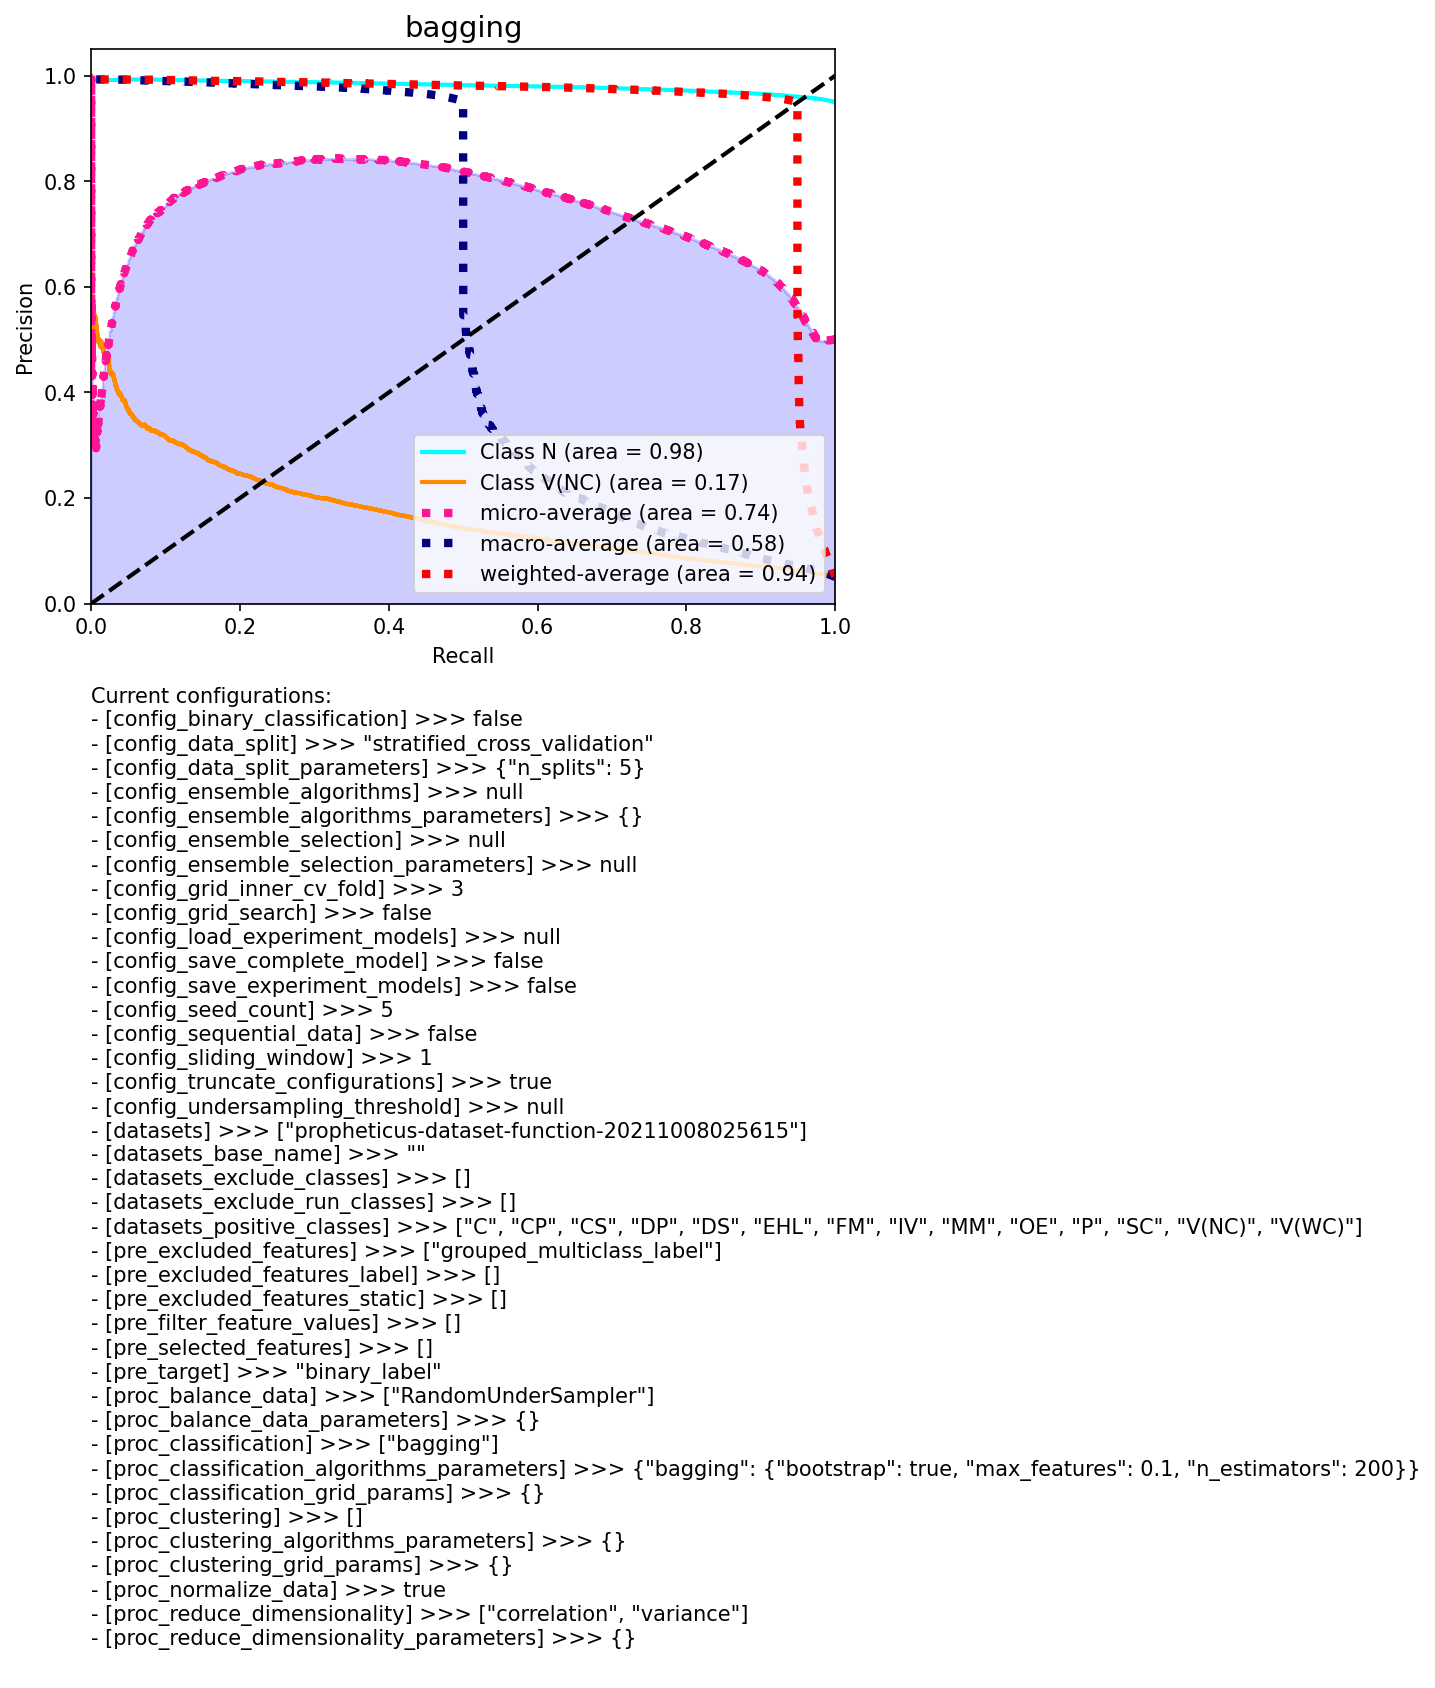 bagging
1.0
0.8
0.6
0.4
0.2
0.0
Precision
Class N (area = 0.98)
Class V(NC) (area = 0.17)
micro-average (area = 0.74)
macro-average (area = 0.58)
weighted-average (area = 0.94)
0.0 0.2 0.4 0.6 0.8 1.0
Recall
Current configurations:
- [config_binary_classification] >>> false
- [config_data_split] >>> "stratified_cross_validation"
- [config_data_split_parameters] >>> {"n_splits": 5}
- [config_ensemble_algorithms] >>> null
- [config_ensemble_algorithms_parameters] >>> {}
- [config_ensemble_selection] >>> null
- [config_ensemble_selection_parameters] >>> null
- [config_grid_inner_cv_fold] >>> 3
- [config_grid_search] >>> false
- [config_load_experiment_models] >>> null
- [config_save_complete_model] >>> false
- [config_save_experiment_models] >>> false
- [config_seed_count] >>> 5
- [config_sequential_data] >>> false
- [config_sliding_window] >>> 1
- [config_truncate_configurations] >>> true
- [config_undersampling_threshold] >>> null
- [datasets] >>> ["propheticus-dataset-function-20211008025615"]
- [datasets_base_name] >>> ""
- [datasets_exclude_classes] >>> []
- [datasets_exclude_run_classes] >>> []
- [datasets_positive_classes] >>> ["C", "CP", "CS", "DP", "DS", "EHL", "FM", "IV", "MM", "OE", "P", "SC", "V(NC)", "V(WC)"]
- [pre_excluded_features] >>> ["grouped_multiclass_label"]
- [pre_excluded_features_label] >>> []
- [pre_excluded_features_static] >>> []
- [pre_filter_feature_values] >>> []
- [pre_selected_features] >>> []
- [pre_target] >>> "binary_label"
- [proc_balance_data] >>> ["RandomUnderSampler"]
- [proc_balance_data_parameters] >>> {}
- [proc_classification] >>> ["bagging"]
- [proc_classification_algorithms_parameters] >>> {"bagging": {"bootstrap": true, "max_features": 0.1, "n_estimators": 200}}
- [proc_classification_grid_params] >>> {}
- [proc_clustering] >>> []
- [proc_clustering_algorithms_parameters] >>> {}
- [proc_clustering_grid_params] >>> {}
- [proc_normalize_data] >>> true
- [proc_reduce_dimensionality] >>> ["correlation", "variance"]
- [proc_reduce_dimensionality_parameters] >>> {}